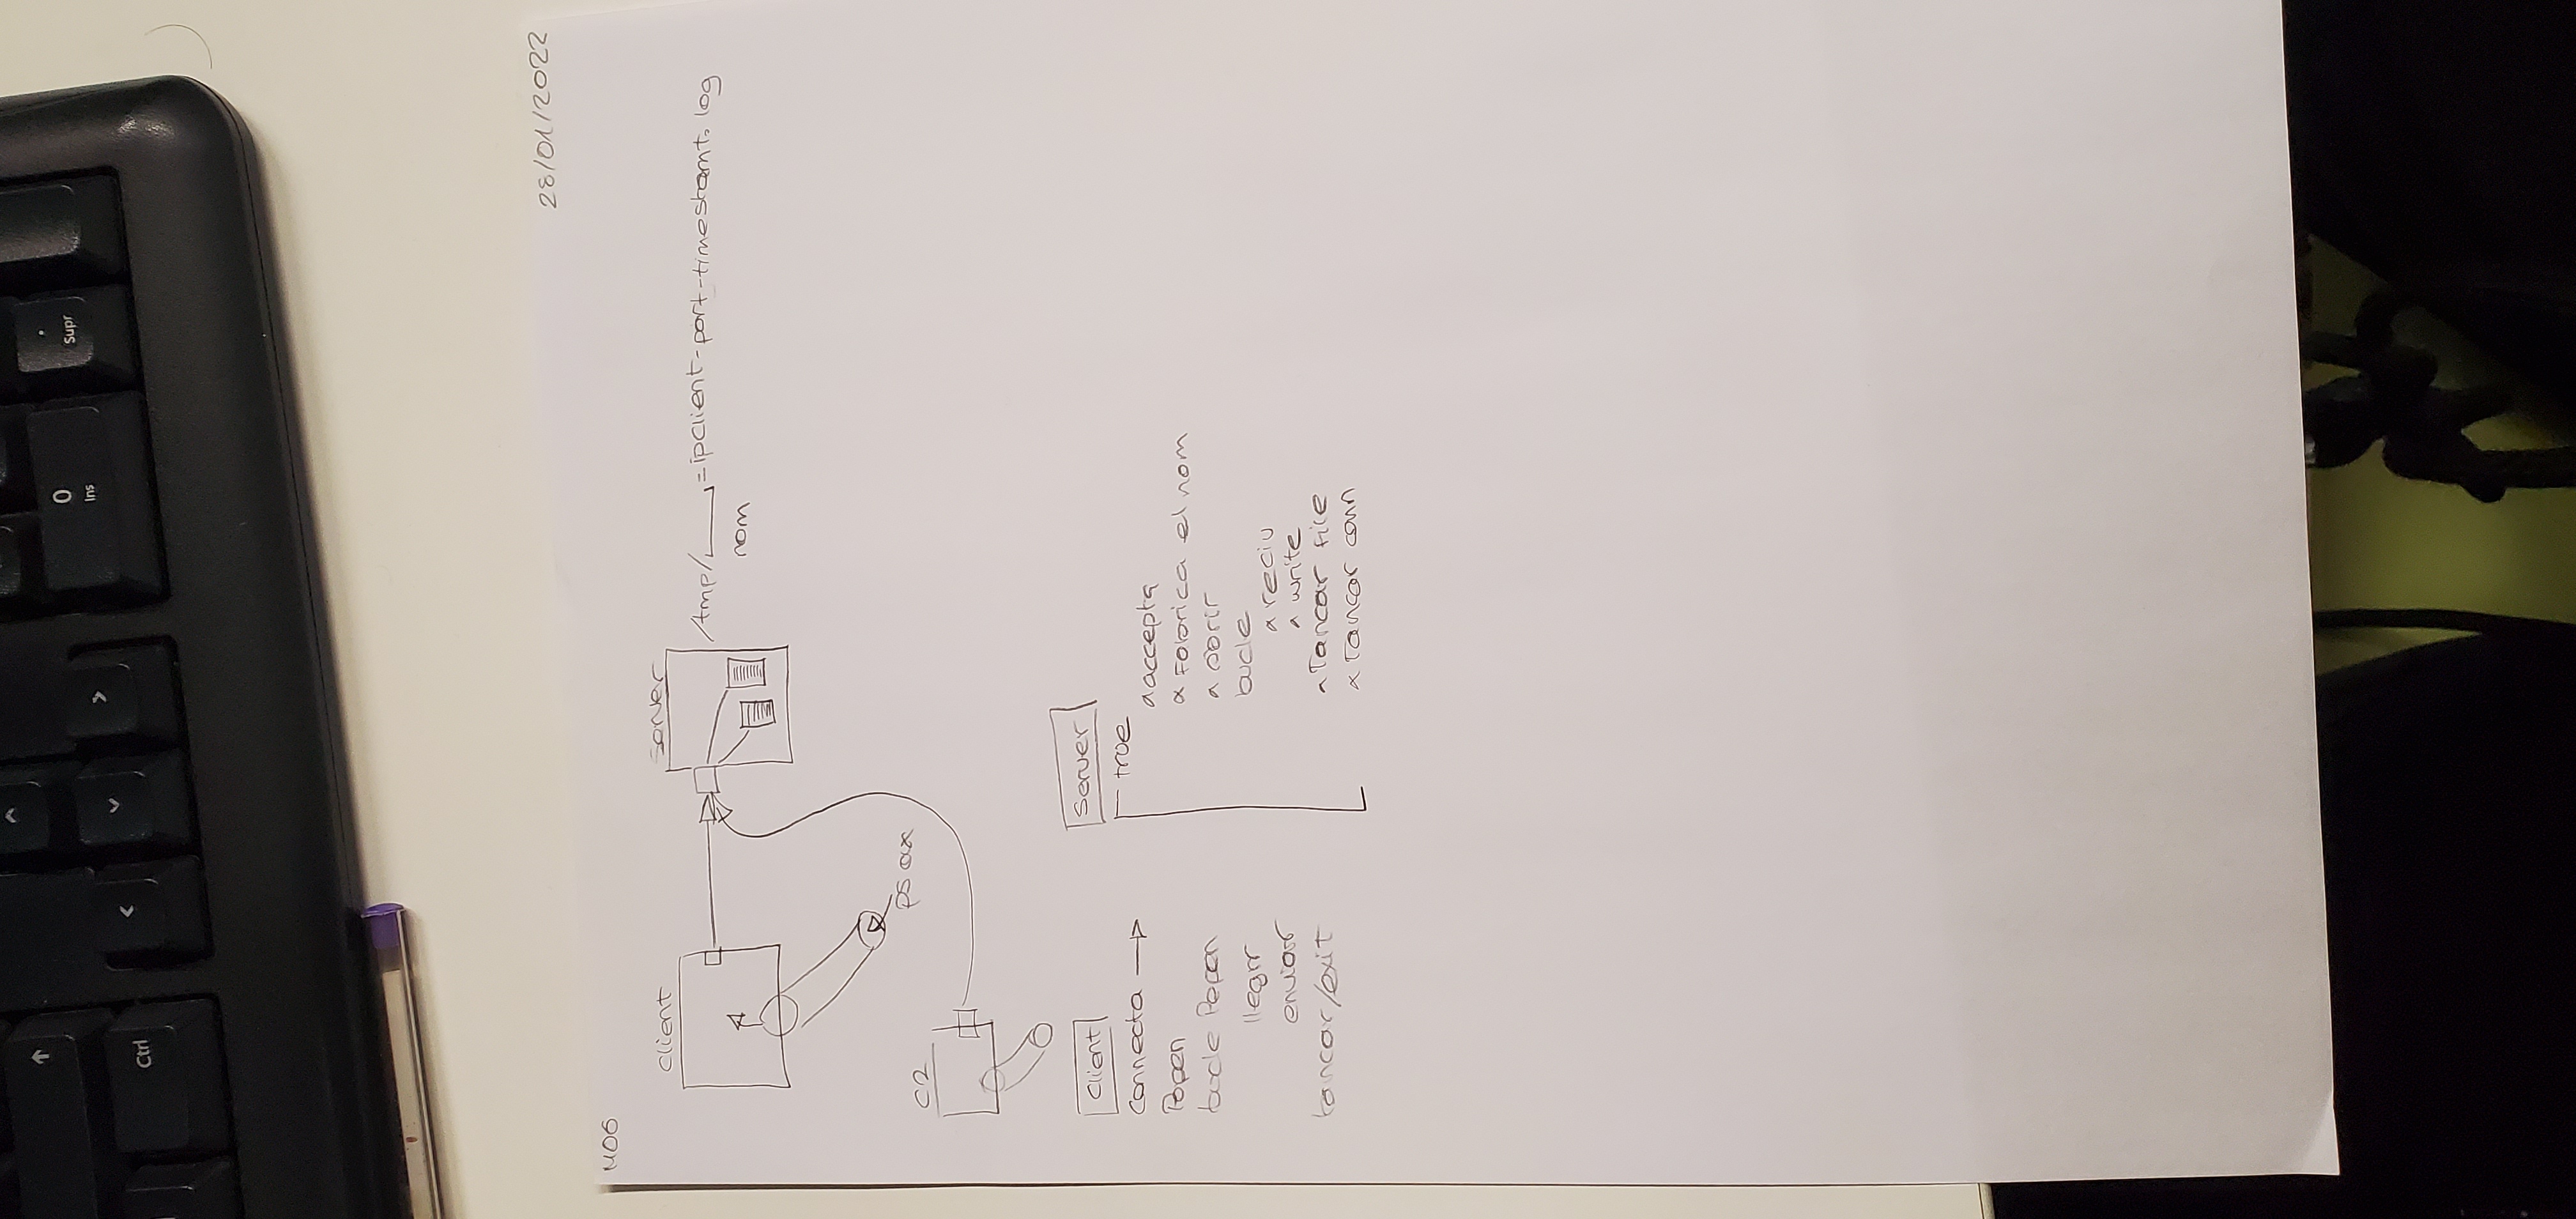 ↑
Ctrl
0
Ins
.
Supr
28/01/2022
M06
Client
Server
/tmp/____=ipclient-port-timestamt.log
nom
ps ax
C2
Client
Server
Connecta →
true
Popen
accepta
bucle Popen
Fabrica el nom
llegir
obrir
enviar
bucle
tancar/exit
reciv
write
Tancar file
Tancar conn